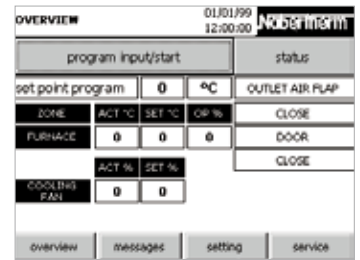 OVERVIEW 01/01/99 12:00:00 Nabertherm
program input/start status
set point program 0 °C OUTLET AIR FLAP
ZONE ACT °C SET °C OP % CLOSE
FURNACE 0 0 0 DOOR
ACT % SET % CLOSE
COOLING FAN 0 0
overview messages setting service